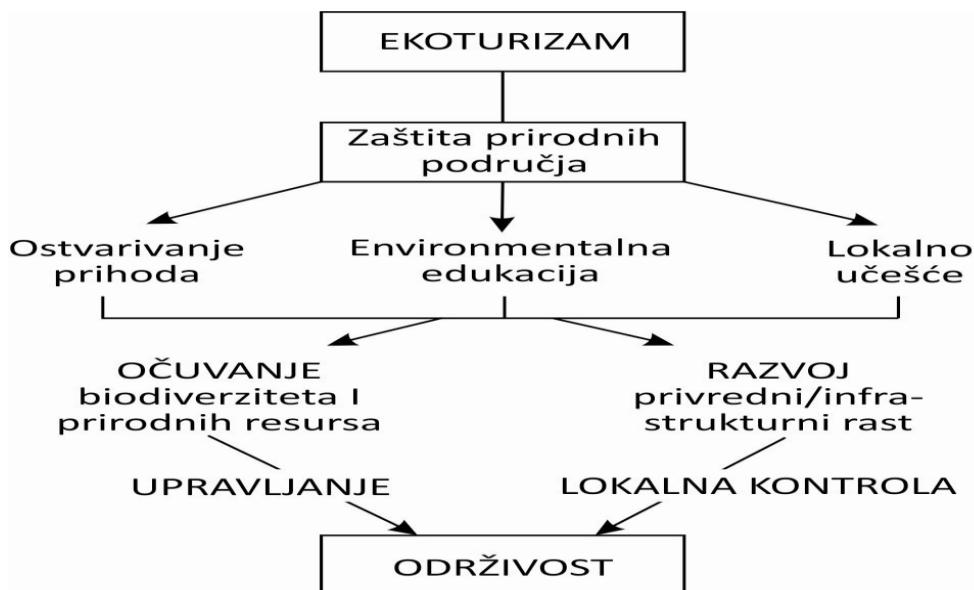 EKOTURIZAM
Zaštita prirodnih
područja
Ostvarivanje
prihoda
Environmentalna
edukacija
Lokalno
učešće
OČUVANJE
biodiverziteta I
prirodnih resursa
RAZVOJ
privredni/infra-
strukturni rast
UPRAVLJANJE
LOKALNA KONTROLA
ODRŽIVOST